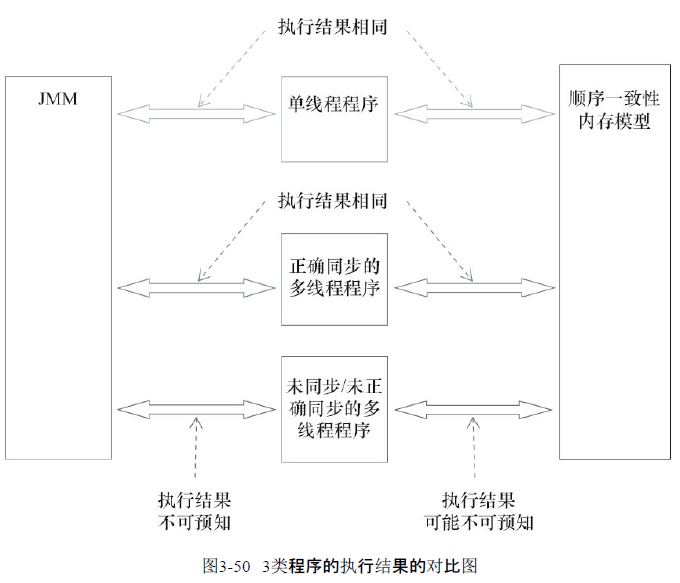 执行结果相同
JMM
单线程程序
顺序一致性
内存模型
执行结果相同
正确同步的
多线程程序
未同步/未正
确同步的多
线程程序
执行结果
不可预知
执行结果
可能不可预知
图3-50 3类程序的执行结果的对比图